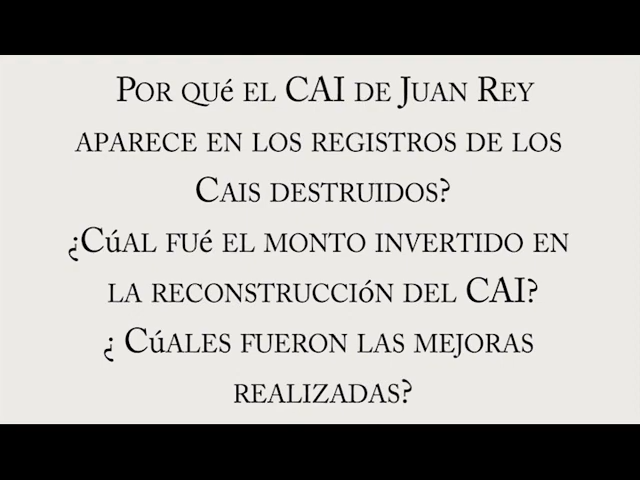 Por qué el CAI de Juan Rey
aparece en los registros de los
Cais destruidos?
¿Cúal fué el monto invertido en
la reconstrucción del CAI?
¿ Cúales fueron las mejoras
realizadas?